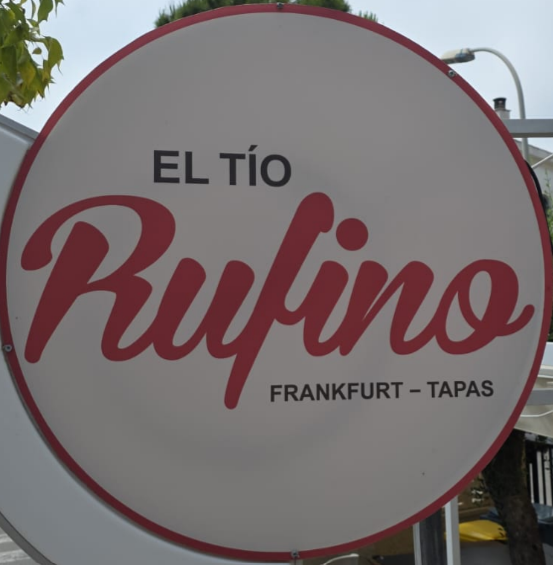 EL TÍO
Rufino
FRANKFURT – TAPAS